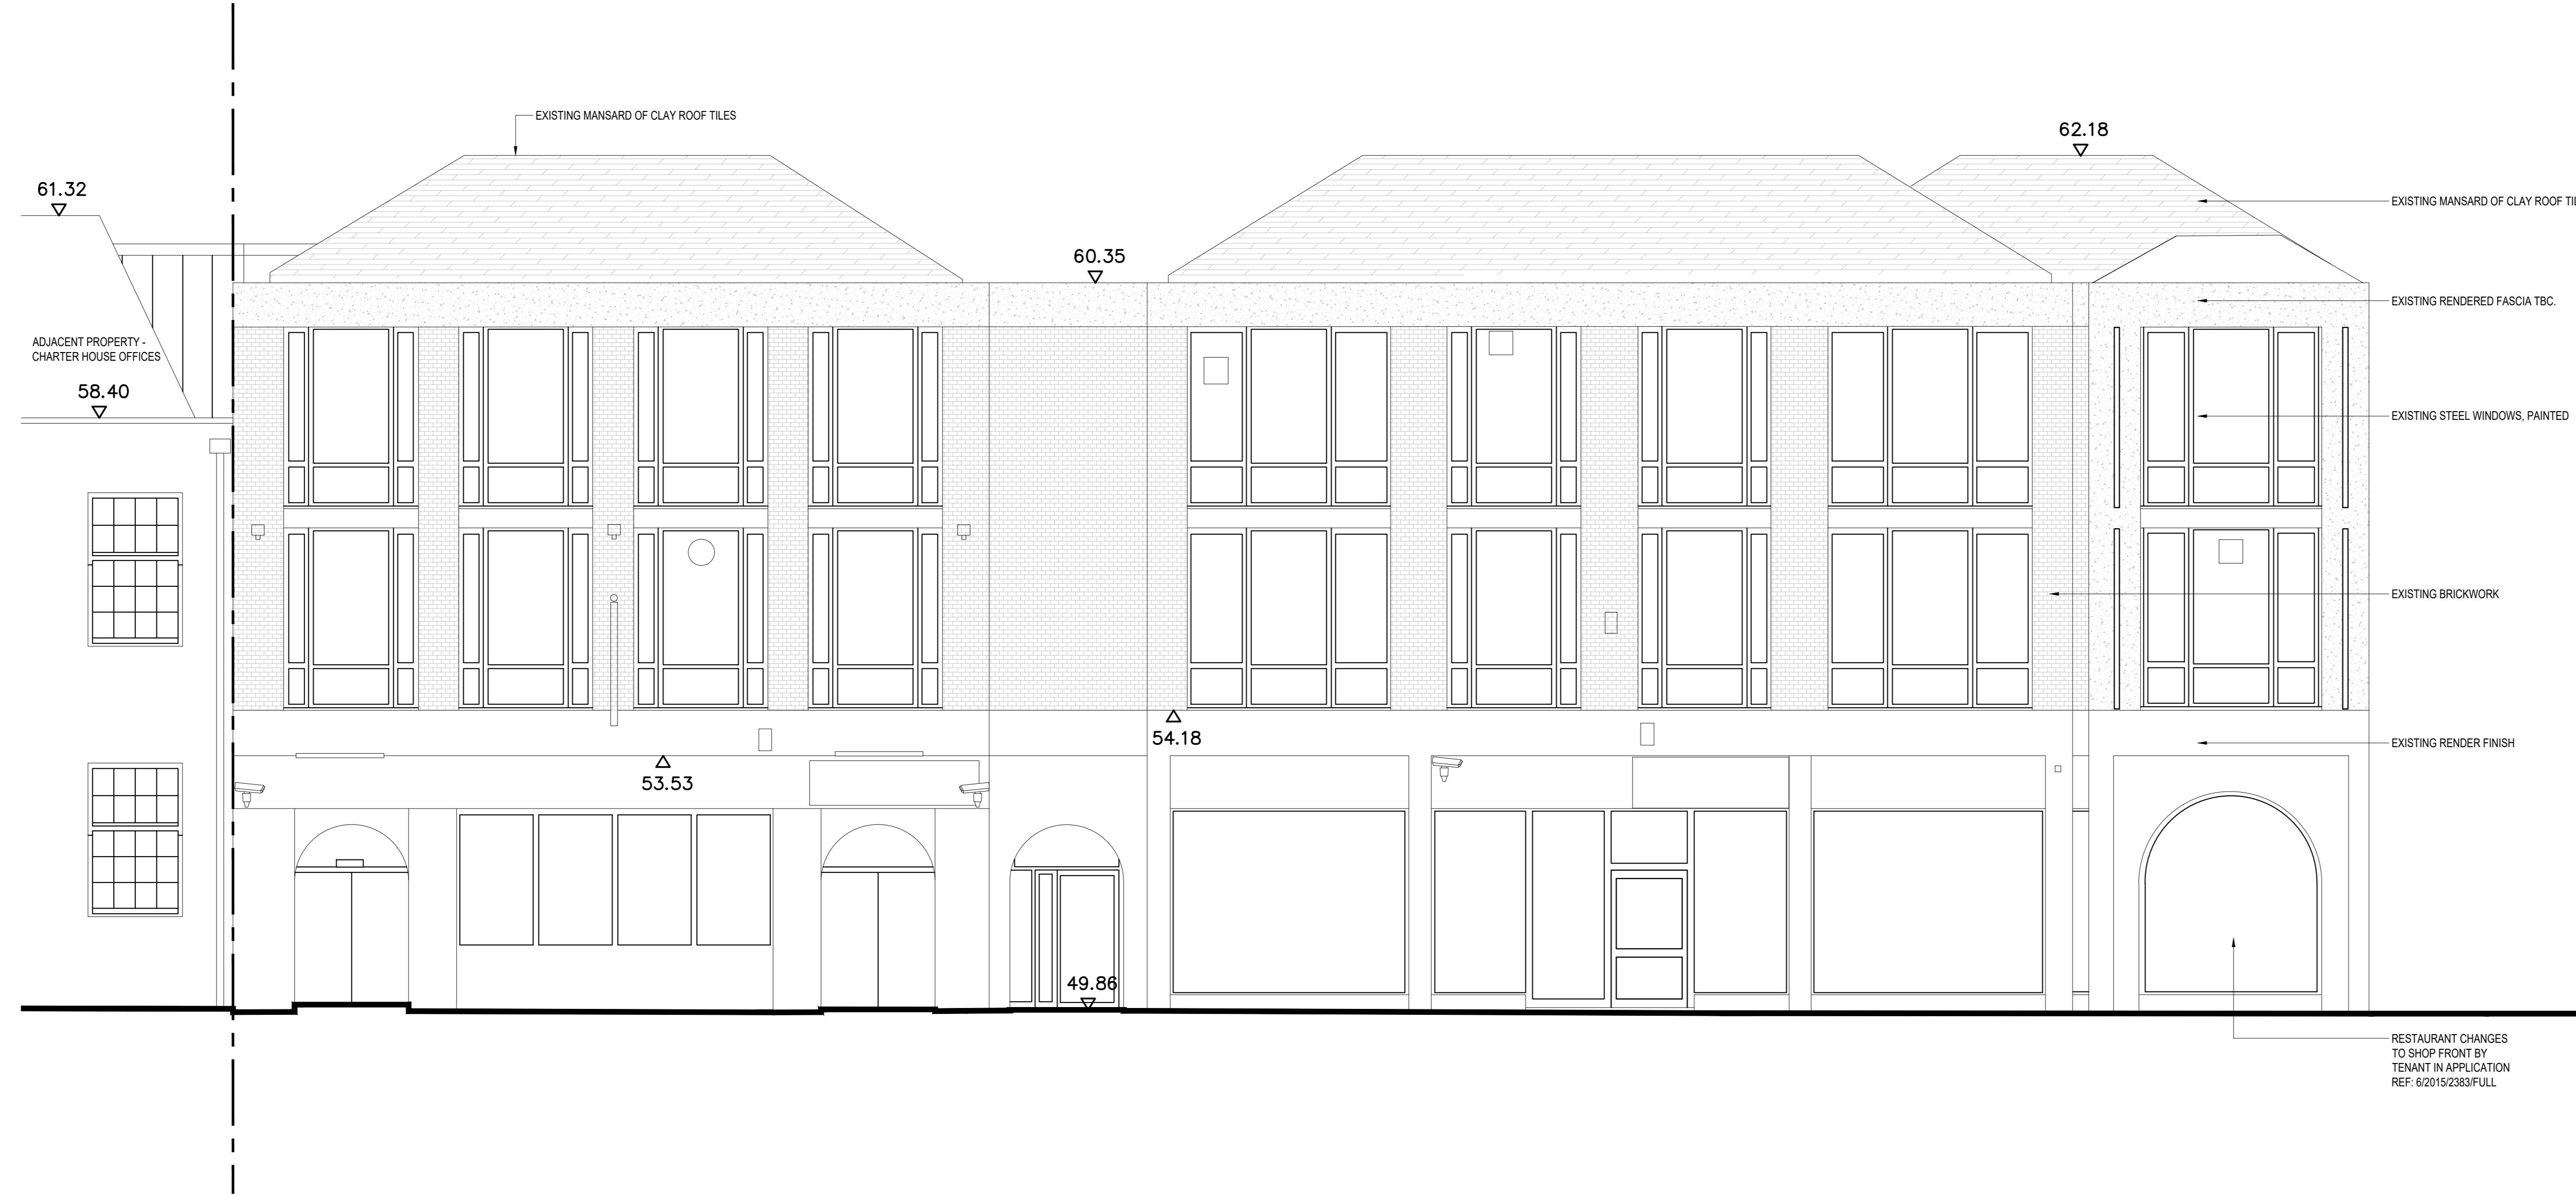 EXISTING MANSARD OF CLAY ROOF TILES
62.18
61.32
EXISTING MANSARD OF CLAY ROOF
60.35
EXISTING RENDERED FASCIA TBC.
ADJACENT PROPERTY -
CHARTER HOUSE OFFICES
58.40
EXISTING STEEL WINDOWS, PAINTED
EXISTING BRICKWORK
54.18
EXISTING RENDER FINISH
53.53
49.86
RESTAURANT CHANGES
TO SHOP FRONT BY
TENANT IN APPLICATION
REF: 6/2015/2383/FULL